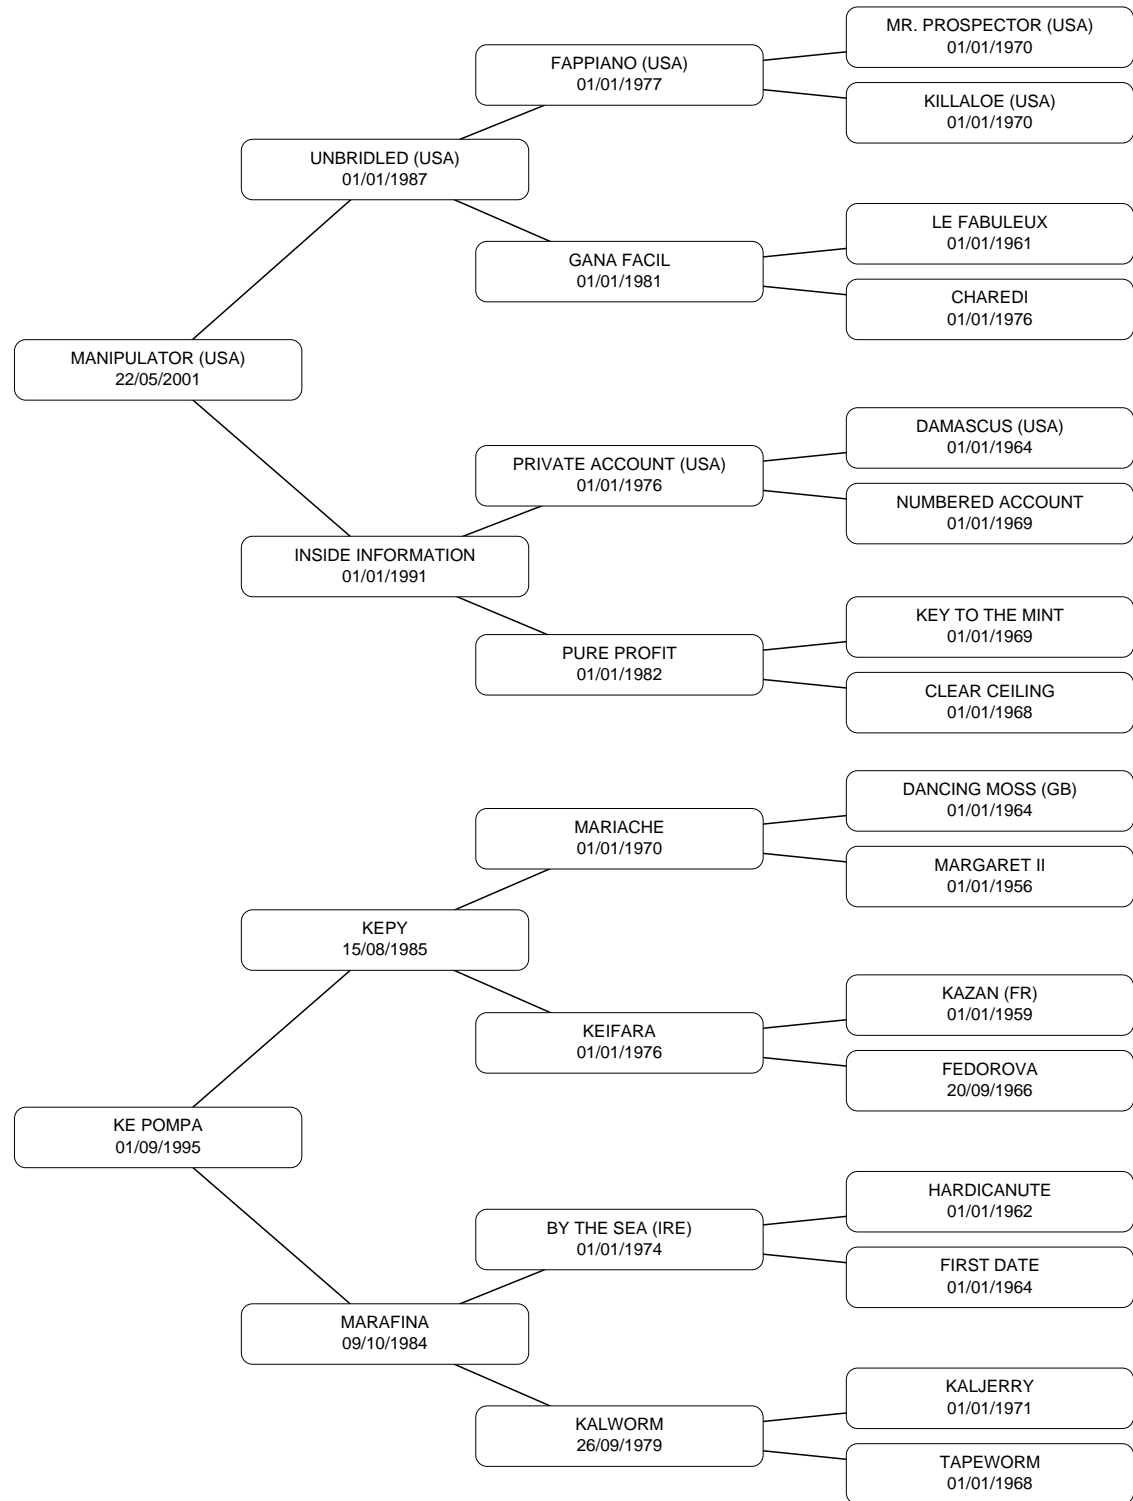 MR. PROSPECTOR (USA)
01/01/1970
FAPPIANO (USA)
01/01/1977
KILLALOE (USA)
01/01/1970
UNBRIDLED (USA)
01/01/1987
LE FABULEUX
01/01/1961
GANA FACIL
01/01/1981
CHAREDI
01/01/1976
MANIPULATOR (USA)
22/05/2001
DAMASCUS (USA)
01/01/1964
PRIVATE ACCOUNT (USA)
01/01/1976
NUMBERED ACCOUNT
01/01/1969
INSIDE INFORMATION
01/01/1991
KEY TO THE MINT
01/01/1969
PURE PROFIT
01/01/1982
CLEAR CEILING
01/01/1968
DANCING MOSS (GB)
01/01/1964
MARIACHE
01/01/1970
MARGARET II
01/01/1956
KEPY
15/08/1985
KAZAN (FR)
01/01/1959
KEIFARA
01/01/1976
FEDOROVA
20/09/1966
KE POMPA
01/09/1995
HARDICANUTE
01/01/1962
BY THE SEA (IRE)
01/01/1974
FIRST DATE
01/01/1964
MARAFINA
09/10/1984
KALJERRY
01/01/1971
KALWORM
26/09/1979
TAPEWORM
01/01/1968